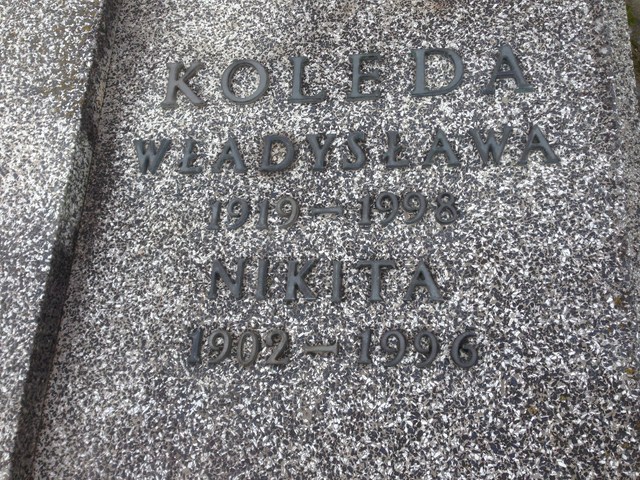 KOLEDA
WŁADYSŁAWA
1919 – 1998
NIKITA
1902 – 1996